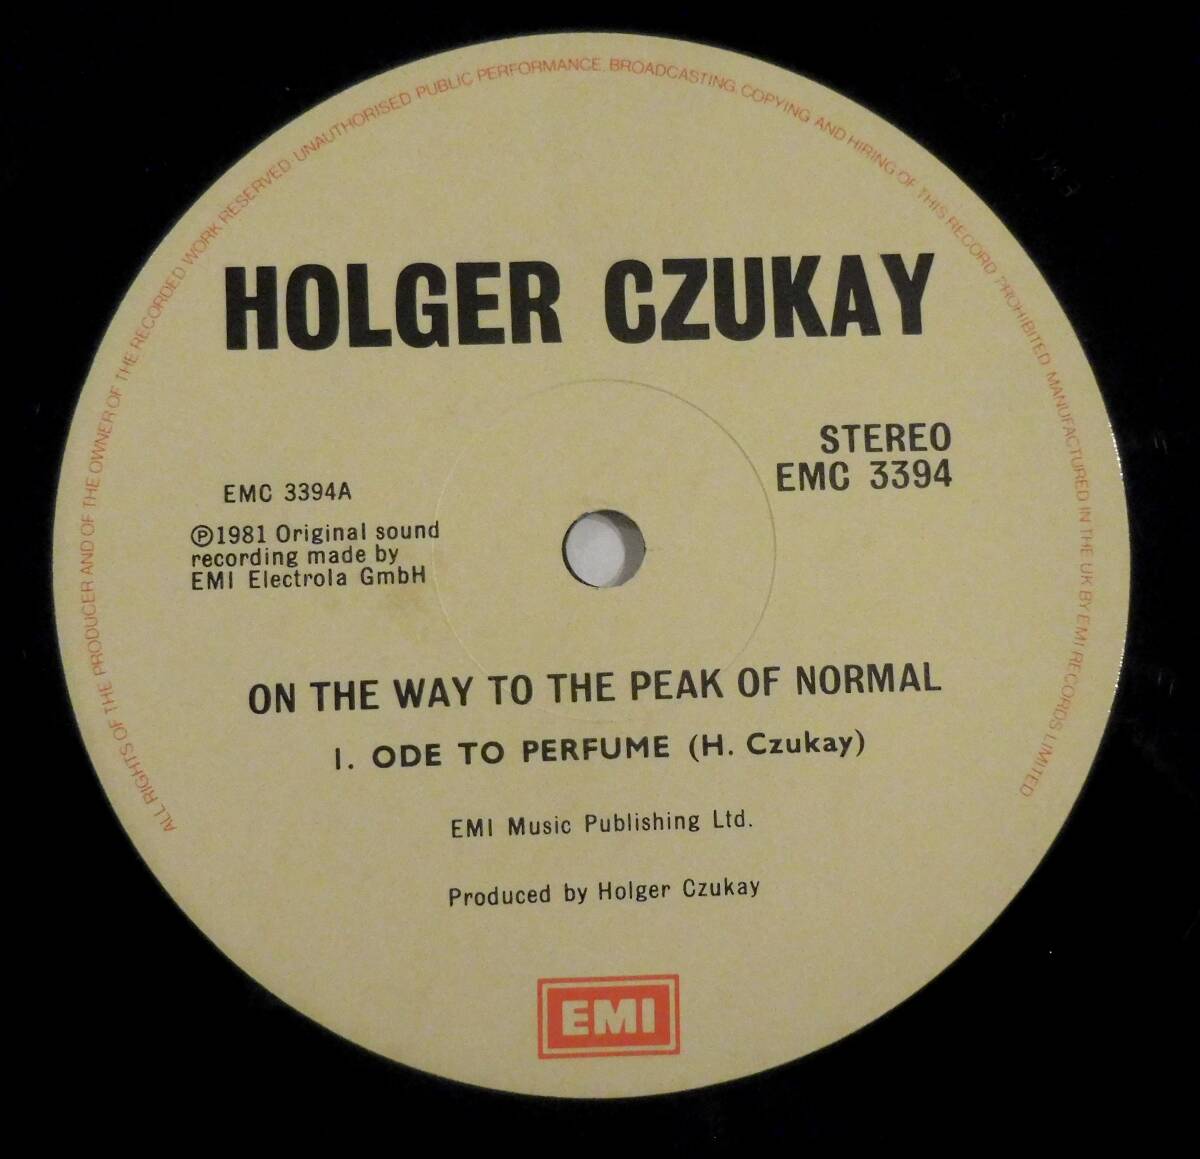 ALL RIGHTS OF THE PRODUCER AND OF THE OWNER OF THE RECORDED WORK RESERVED. UNAUTHORISED PUBLIC PERFORMANCE, BROADCASTING, COPYING AND HIRING OF THIS RECORD PROHIBITED. MANUFACTURED IN THE UK BY EMI RECORDS LIMITED
HOLGER CZUKAY
STEREO
EMC 3394
EMC 3394A
Ⓟ1981 Original sound
recording made by
EMI Electrola GmbH
ON THE WAY TO THE PEAK OF NORMAL
1. ODE TO PERFUME (H. Czukay)
EMI Music Publishing Ltd.
Produced by Holger Czukay
EMI